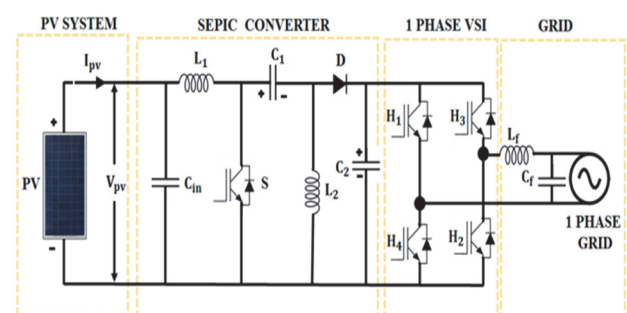 PV SYSTEM
SEPIC CONVERTER
1 PHASE VSI
GRID
Ipv
L1
C1
D
+
-
+
PV
-
Vpv
Cin
S
L2
C2
+
-
H1
H3
H4
H2
Lf
Cf
1 PHASE
GRID